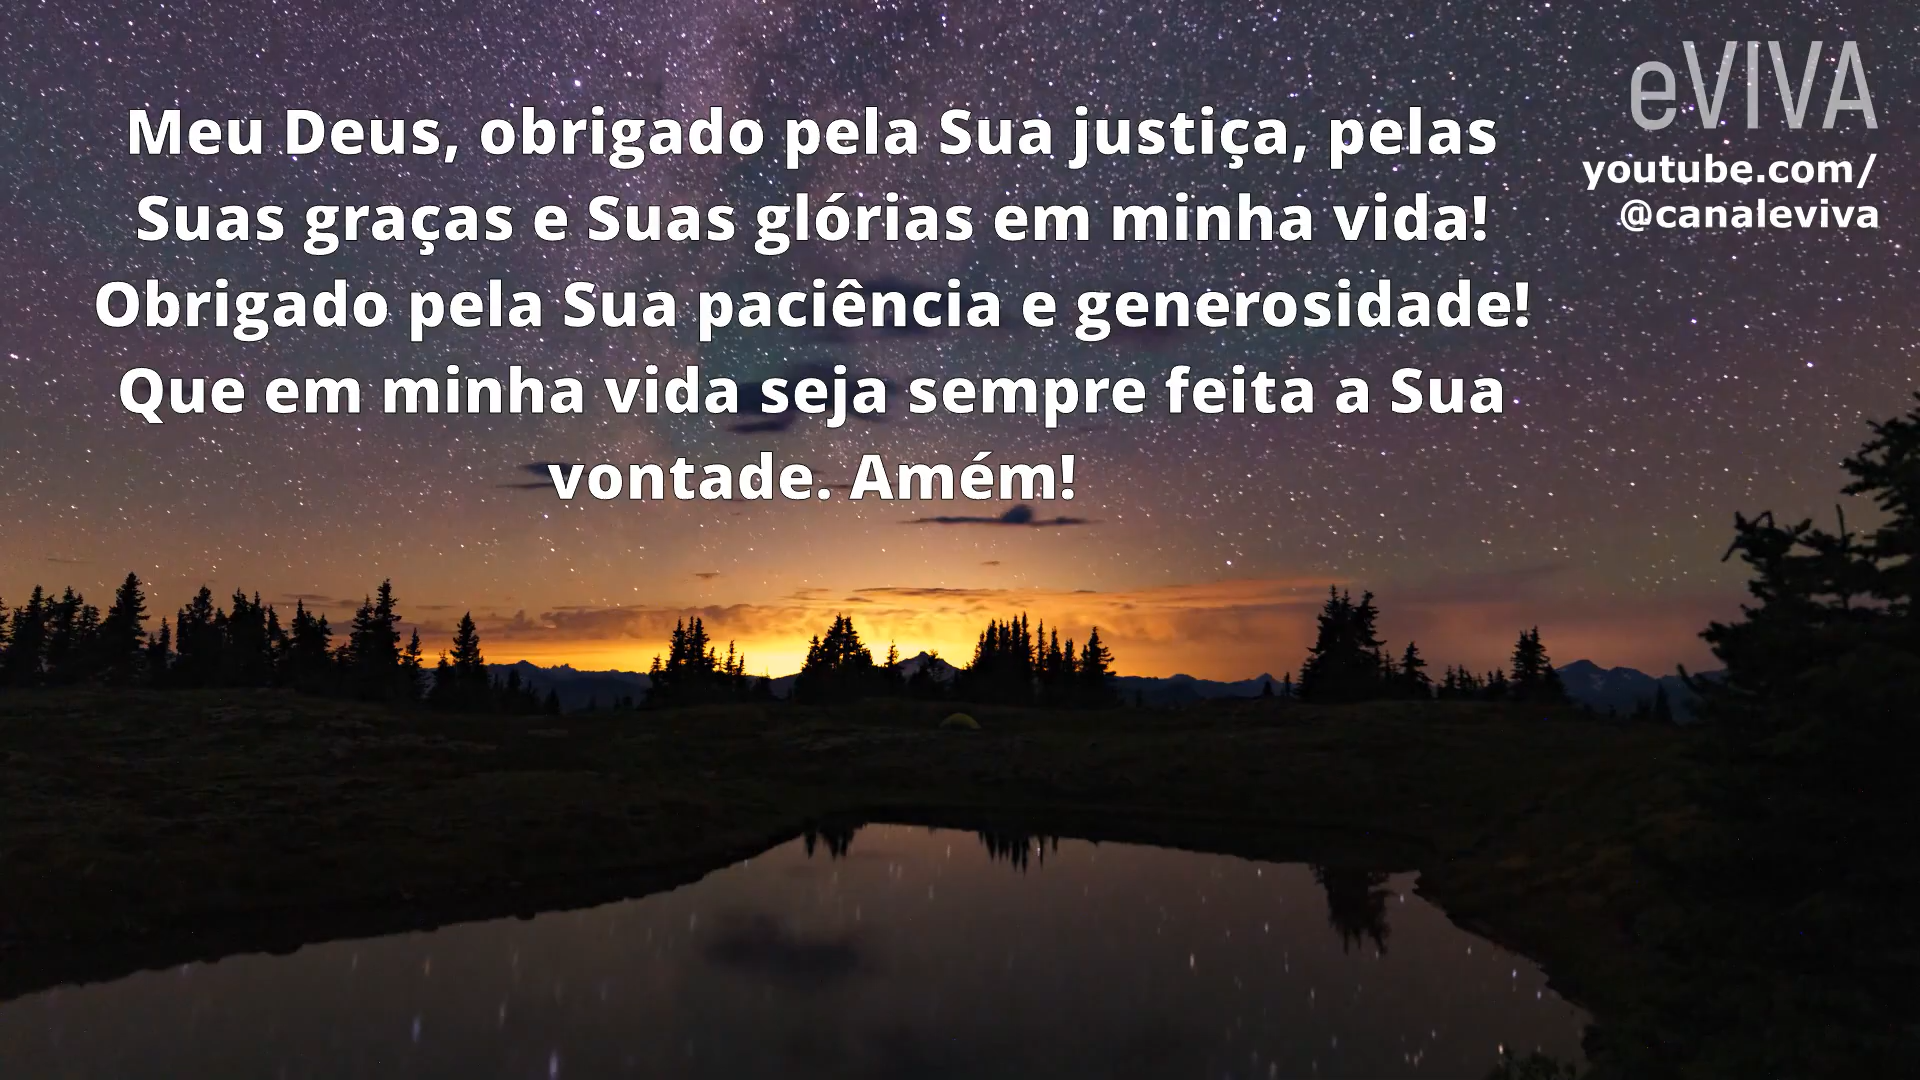 Meu Deus, obrigado pela Sua justiça, pelas
Suas graças e Suas glórias em minha vida!
Obrigado pela Sua paciência e generosidade!
Que em minha vida seja sempre feita a Sua
vontade. Amém!
eVIVA
youtube.com/
@canaleviva